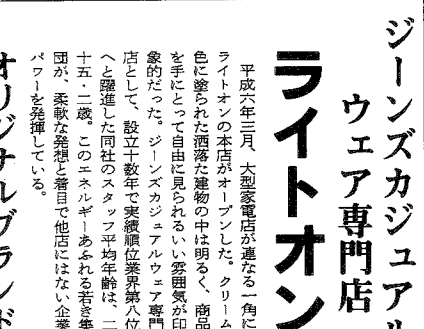 ジーンズカジュアル
ウェア専門店
ライトオン
平成六年三月、大型家電店が連なる一角に
ライトオンの本店がオープンした。クリーム
色に塗られた洒落た建物の中は明るく、商品
を手にとって自由に見られるいい雰囲気が印
象的だった。ジーンズカジュアルウェア専門
店として、設立十数年で実績順位業界第八位
へと躍進した同社のスタッフ平均年齢は、二
十五・二歳。このエネルギーあふれる若き集
団が、柔軟な発想と着目で他店にはない企業
パワーを発揮している。
オリジナルブランド